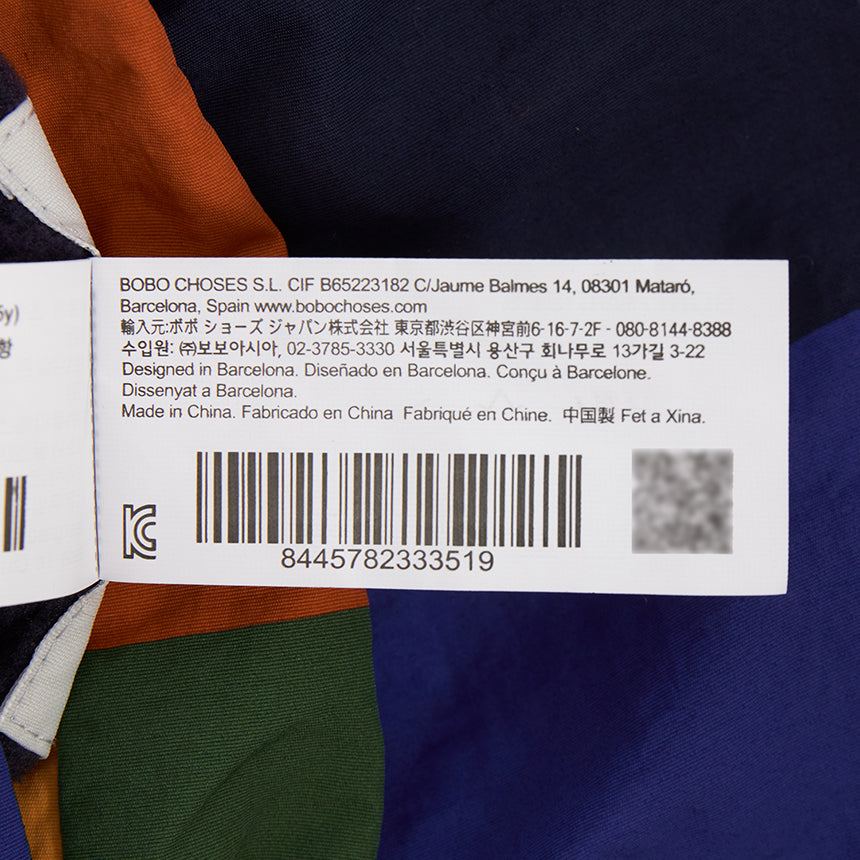 BOBO CHOSES S.L. CIF B65223182 C/Jaume Balmes 14, 08301 Mataró,
Barcelona, Spain www.bobochoses.com
輸入元:ボボ ショーズ ジャパン株式会社 東京都渋谷区神宮前6-16-7-2F - 080-8144-8388
수입원: ㈜보보아시아, 02-3785-3330 서울특별시 용산구 회나무로 13가길 3-22
Designed in Barcelona. Diseñado en Barcelona. Conçu à Barcelone.
Dissenyat a Barcelona.
Made in China. Fabricado en China Fabriqué en Chine. 中国製 Fet a Xina.
8445782333519
y)
항